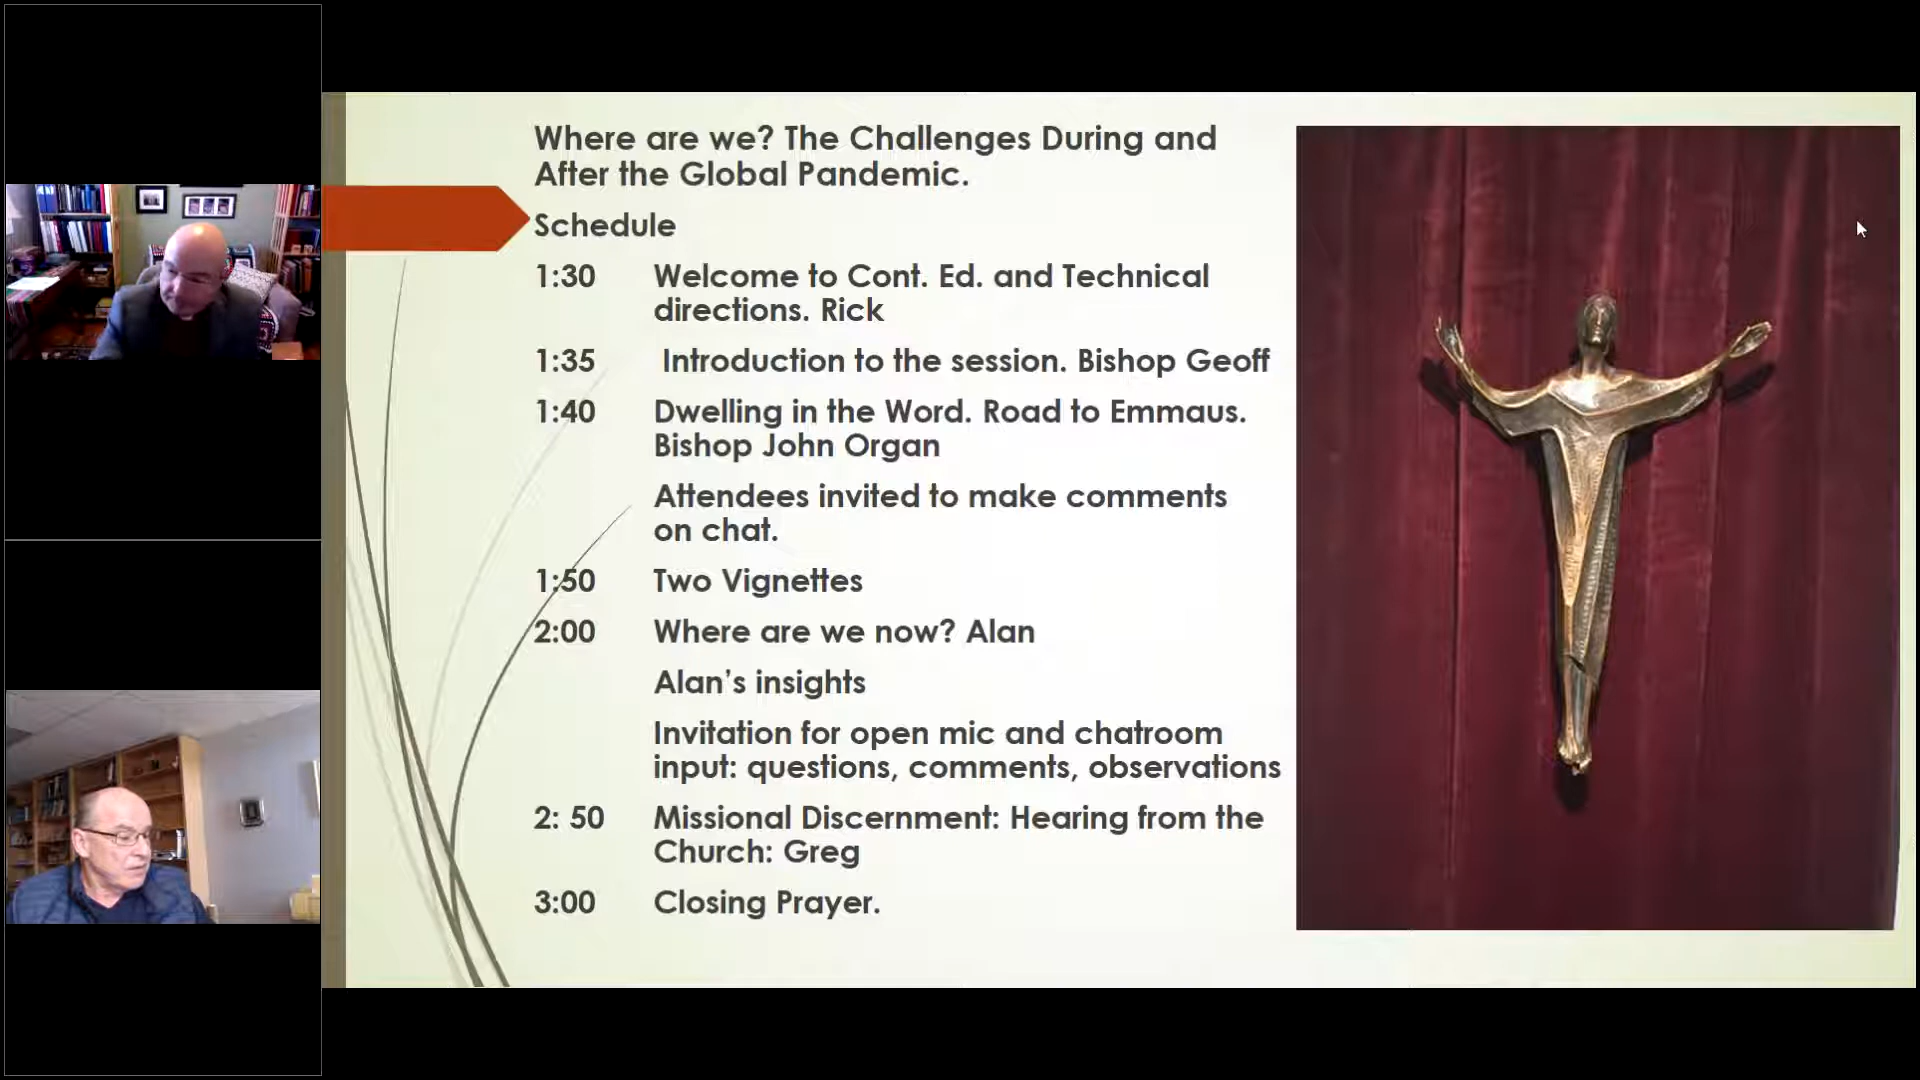 Where are we? The Challenges During and
After the Global Pandemic.
Schedule
1:30 Welcome to Cont. Ed. and Technical
directions. Rick
1:35 Introduction to the session. Bishop Geoff
1:40 Dwelling in the Word. Road to Emmaus.
Bishop John Organ
Attendees invited to make comments
on chat.
1:50 Two Vignettes
2:00 Where are we now? Alan
Alan’s insights
Invitation for open mic and chatroom
input: questions, comments, observations
2: 50 Missional Discernment: Hearing from the
Church: Greg
3:00 Closing Prayer.